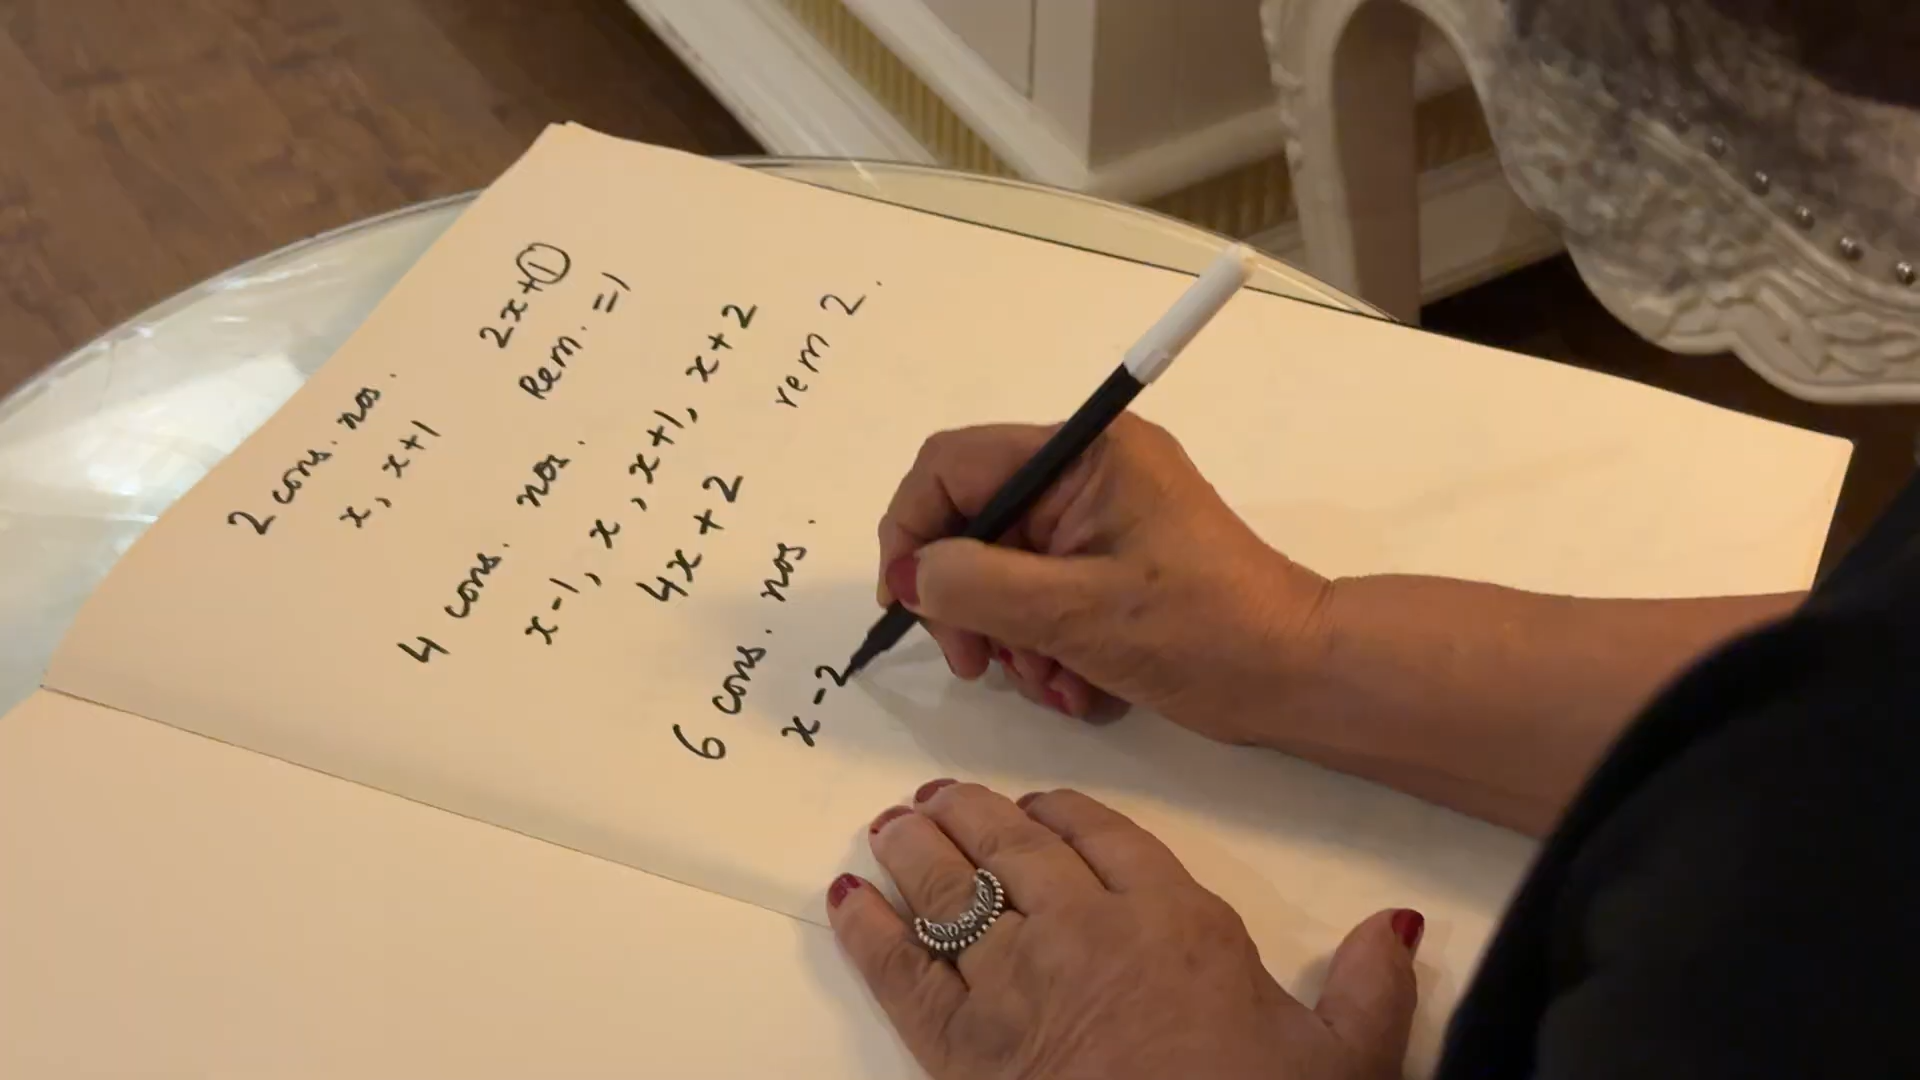 2 cons. nos.
x, x+1
2x+1
Rem. = 1
4 cons. nos.
x-1, x, x+1, x+2
4x+2
rem 2.
6 cons. nos.
x-2